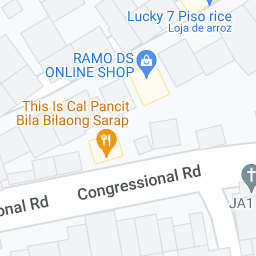 Lucky 7 Piso rice
Loja de arroz
RAMO DS
ONLINE SHOP
This Is Cal Pancit
Bila Bilaong Sarap
Congressional Rd
onal Rd
JA1